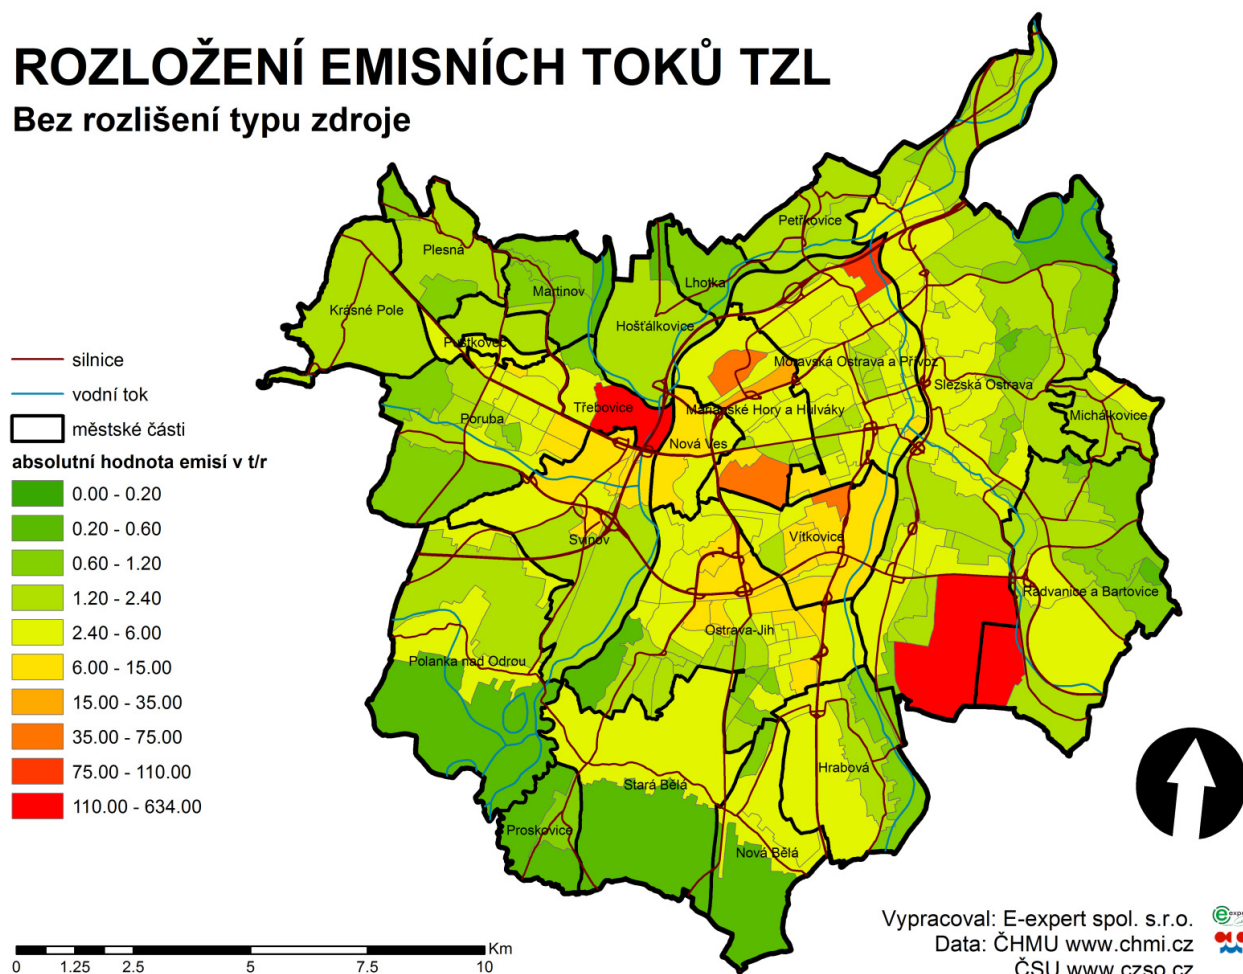 ROZLOŽENÍ EMISNÍCH TOKŮ TZL
Bez rozlišení typu zdroje
Petřkovice
Plesná
Lhotka
Martinov
Krásné Pole
Hošťálkovice
Pustkovec
Moravská Ostrava a Přívoz
Slezská Ostrava
Třebovice
Mariánské Hory a Hulváky
Michálkovice
Poruba
Nová Ves
Svinov
Vítkovice
Radvanice a Bartovice
Ostrava-Jih
Polanka nad Odrou
Hrabová
Stará Bělá
Proskovice
Nová Bělá
silnice
vodní tok
městské části
absolutní hodnota emisí v t/r
0.00 - 0.20
0.20 - 0.60
0.60 - 1.20
1.20 - 2.40
2.40 - 6.00
6.00 - 15.00
15.00 - 35.00
35.00 - 75.00
75.00 - 110.00
110.00 - 634.00
Km
0 1.25 2.5 5 7.5 10
Vypracoval: E-expert spol. s.r.o.
Data: ČHMU www.chmi.cz
ČSU www.czso.cz